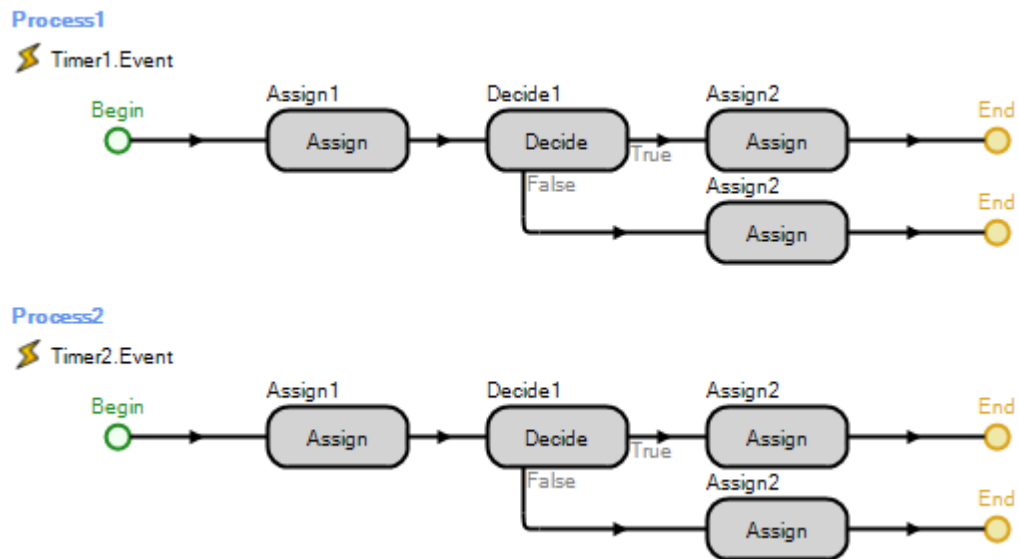 Process1
Timer1.Event
Assign1 Decide1 Assign2
Begin End
Assign Decide Assign
True
False Assign2
End
Assign
Process2
Timer2.Event
Assign1 Decide1 Assign2
Begin End
Assign Decide Assign
True
False Assign2
End
Assign